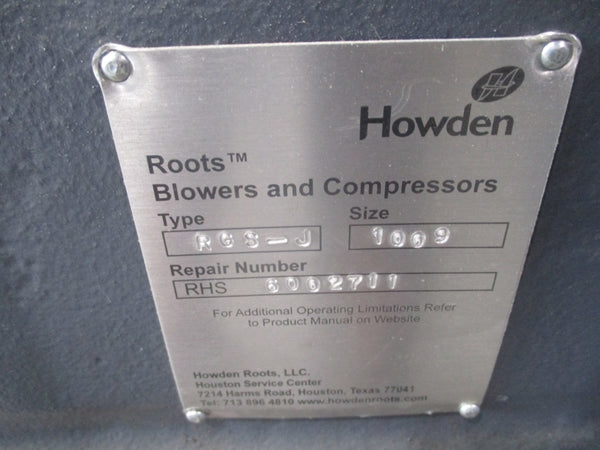 Howden
Roots™
Blowers and Compressors
Type Size
RGS-J 1009
Repair Number
RHS 6002711
For Additional Operating Limitations Refer
to Product Manual on Website
Howden Roots, LLC.
Houston Service Center
7214 Harms Road, Houston, Texas 77041
Tel: 713 896 4810 www.howdenroots.com